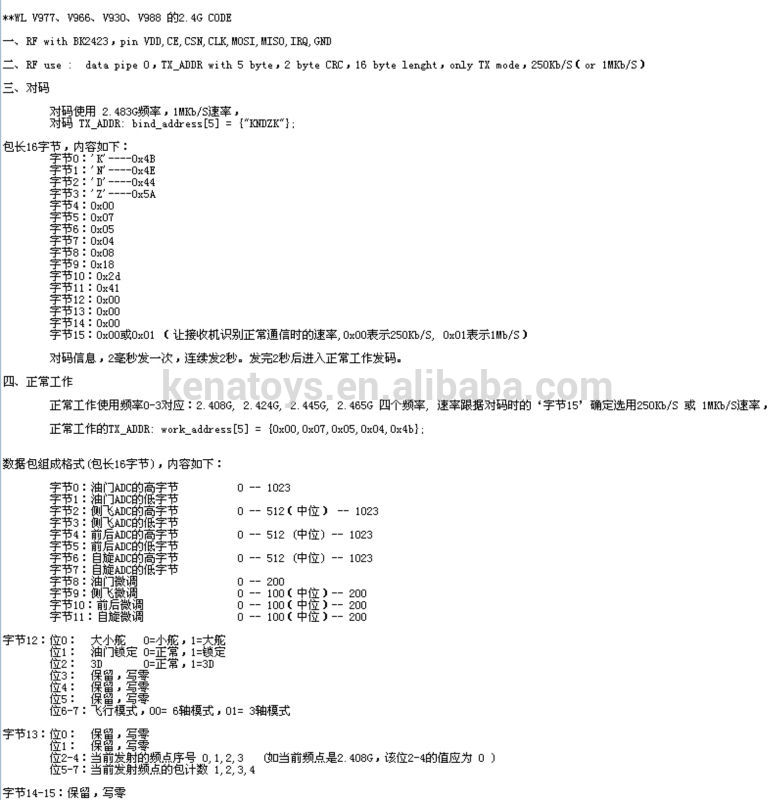 **WL V977、V966、V930、V988 的2.4G CODE
一、RF with BK2423，pin VDD,CE,CSN,CLK,MOSI,MISO,IRQ,GND
二、RF use： data pipe 0，TX_ADDR with 5 byte，2 byte CRC，16 byte lenght，only TX mode，250Kb/S（ or 1MKb/S）
三、对码
对码使用 2.483G频率，1MKb/S速率，
对码 TX_ADDR: bind_address[5] = {"KNDZK"};
包长16字节，内容如下：
字节0：'K'----0x4B
字节1：'N'----0x4E
字节2：'D'----0x44
字节3：'Z'----0x5A
字节4：0x00
字节5：0x07
字节6：0x05
字节7：0x04
字节8：0x08
字节9：0x18
字节10：0x2d
字节11：0x41
字节12：0x00
字节13：0x00
字节14：0x00
字节15：0x00或0x01 （ 让接收机识别正常通信时的速率,0x00表示250Kb/S, 0x01表示1Mb/S）
对码信息，2毫秒发一次，连续发2秒。发完2秒后进入正常工作发码。
kenatoys.en.alibaba.com
四、正常工作
正常工作使用频率0-3对应：2.408G, 2.424G, 2.445G, 2.465G 四个频率, 速率跟据对码时的‘字节15’确定选用250Kb/S 或 1MKb/S速率，
正常工作的TX_ADDR: work_address[5] = {0x00,0x07,0x05,0x04,0x4b};
数据包组成格式(包长16字节)，内容如下：
字节0：油门ADC的高字节 0 -- 1023
字节1：油门ADC的低字节
字节2：侧飞ADC的高字节 0 -- 512（中位） -- 1023
字节3：侧飞ADC的低字节
字节4：前后ADC的高字节 0 -- 512 （中位）-- 1023
字节5：前后ADC的低字节
字节6：自旋ADC的高字节 0 -- 512 （中位）-- 1023
字节7：自旋ADC的低字节
字节8：油门微调 0 -- 200
字节9：侧飞微调 0 -- 100（中位）-- 200
字节10：前后微调 0 -- 100（中位）-- 200
字节11：自旋微调 0 -- 100（中位）-- 200
字节12：位0： 大小舵 0=小舵，1=大舵
位1： 油门锁定 0=正常，1=锁定
位2： 3D 0=正常，1=3D
位3： 保留，写零
位4： 保留，写零
位5： 保留，写零
位6-7：飞行模式，00= 6轴模式，01= 3轴模式
字节13：位0： 保留，写零
位1： 保留，写零
位2-4：当前发射的频点序号 0,1,2,3 （如当前频点是2.408G，该位2-4的值应为 0 ）
位5-7：当前发射频点的包计数 1,2,3,4
字节14-15：保留，写零